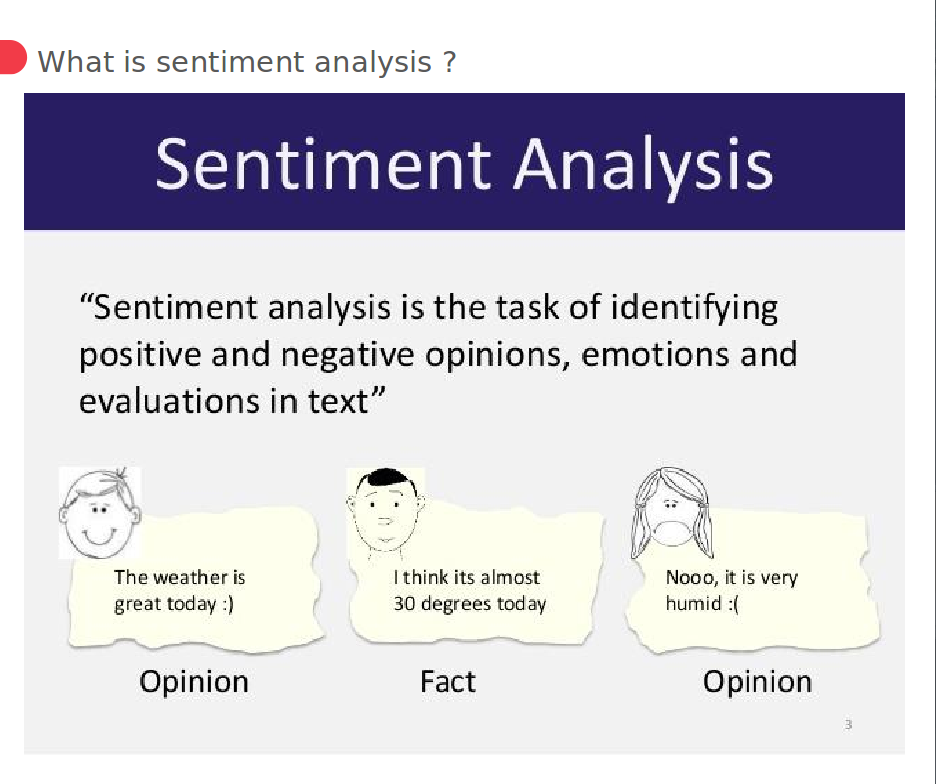 What is sentiment analysis ?
Sentiment Analysis
“Sentiment analysis is the task of identifying
positive and negative opinions, emotions and
evaluations in text”
The weather is
great today :)
Opinion
I think its almost
30 degrees today
Fact
Nooo, it is very
humid :(
Opinion
3